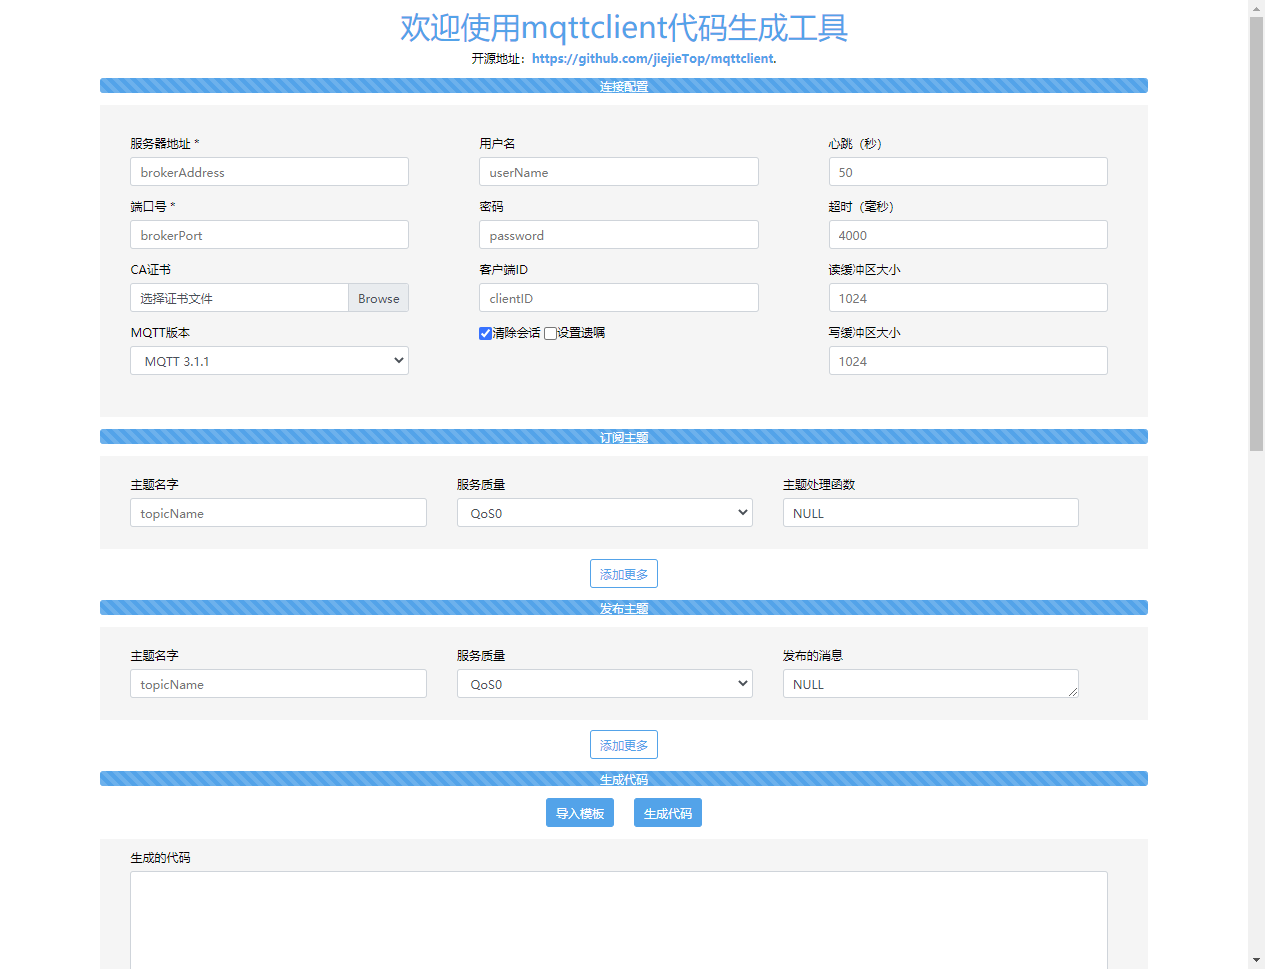 欢迎使用mqttclient代码生成工具
开源地址：https://github.com/jiejieTop/mqttclient.
连接配置
服务器地址 * 用户名 心跳（秒）
brokerAddress userName 50
端口号 * 密码 超时（毫秒）
brokerPort password 4000
CA证书 客户端ID 读缓冲区大小
选择证书文件 Browse clientID 1024
MQTT版本 清除会话 设置遗嘱 写缓冲区大小
MQTT 3.1.1 1024
订阅主题
主题名字 服务质量 主题处理函数
topicName QoS0 NULL
添加更多
发布主题
主题名字 服务质量 发布的消息
topicName QoS0 NULL
添加更多
生成代码
导入模板 生成代码
生成的代码